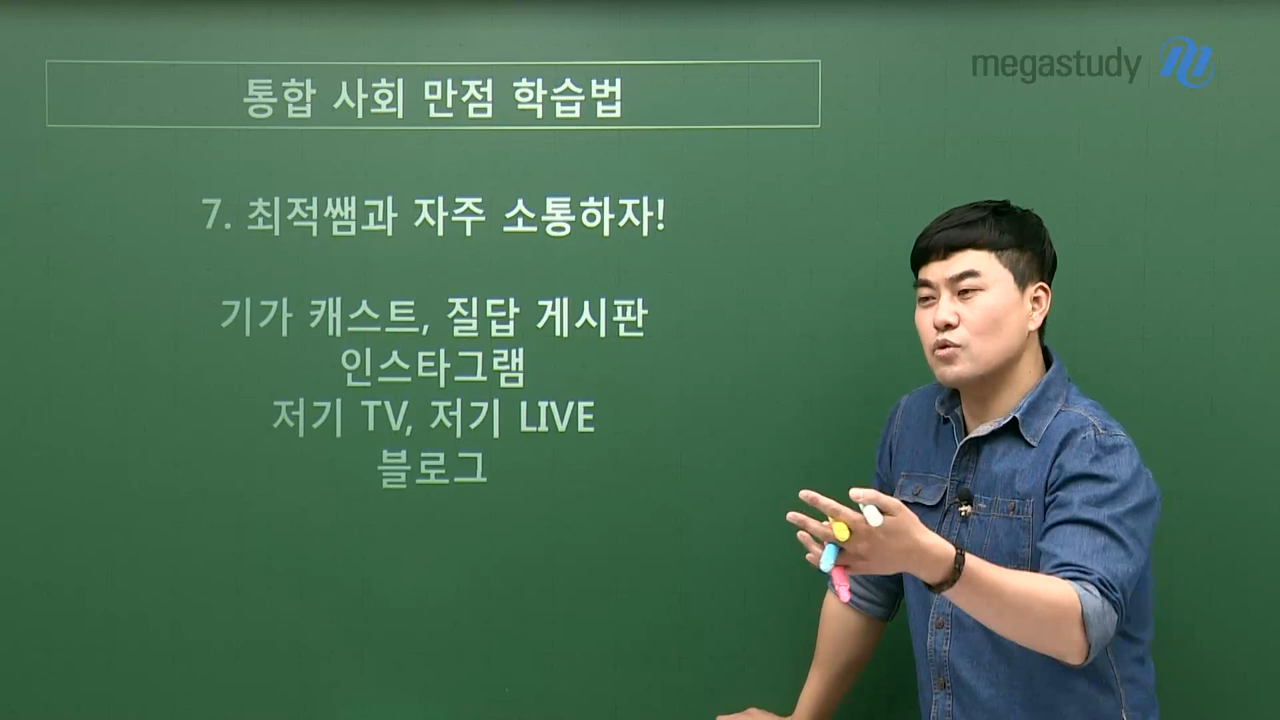 megastudy
통합 사회 만점 학습법
7. 최적쌤과 자주 소통하자!
기가 캐스트, 질답 게시판
인스타그램
저기 TV, 저기 LIVE
블로그